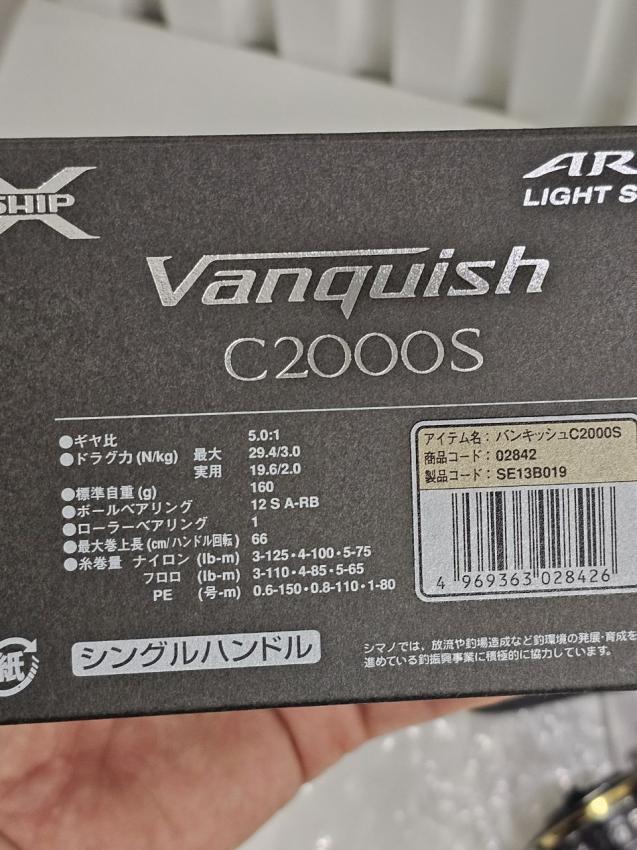 SHIP
AR
LIGHT S
Vanquish
C2000S
●ギヤ比 5.0:1
●ドラグ力(N/kg) 最大 29.4/3.0
実用 19.6/2.0
●標準自重(g) 160
●ボールベアリング 12 S A-RB
●ローラーベアリング 1
●最大巻上長(cm/ハンドル回転) 66
●糸巻量 ナイロン (lb-m) 3-125・4-100・5-75
フロロ (lb-m) 3-110・4-85・5-65
PE (号-m) 0.6-150・0.8-110・1-80
アイテム名:バンキッシュC2000S
商品コード:02842
製品コード:SE13B019
4 969363 028426
紙
シングルハンドル
シマノでは、放流や釣場造成など釣環境の発展・育成を
進めている釣振興事業に積極的に協力しています。